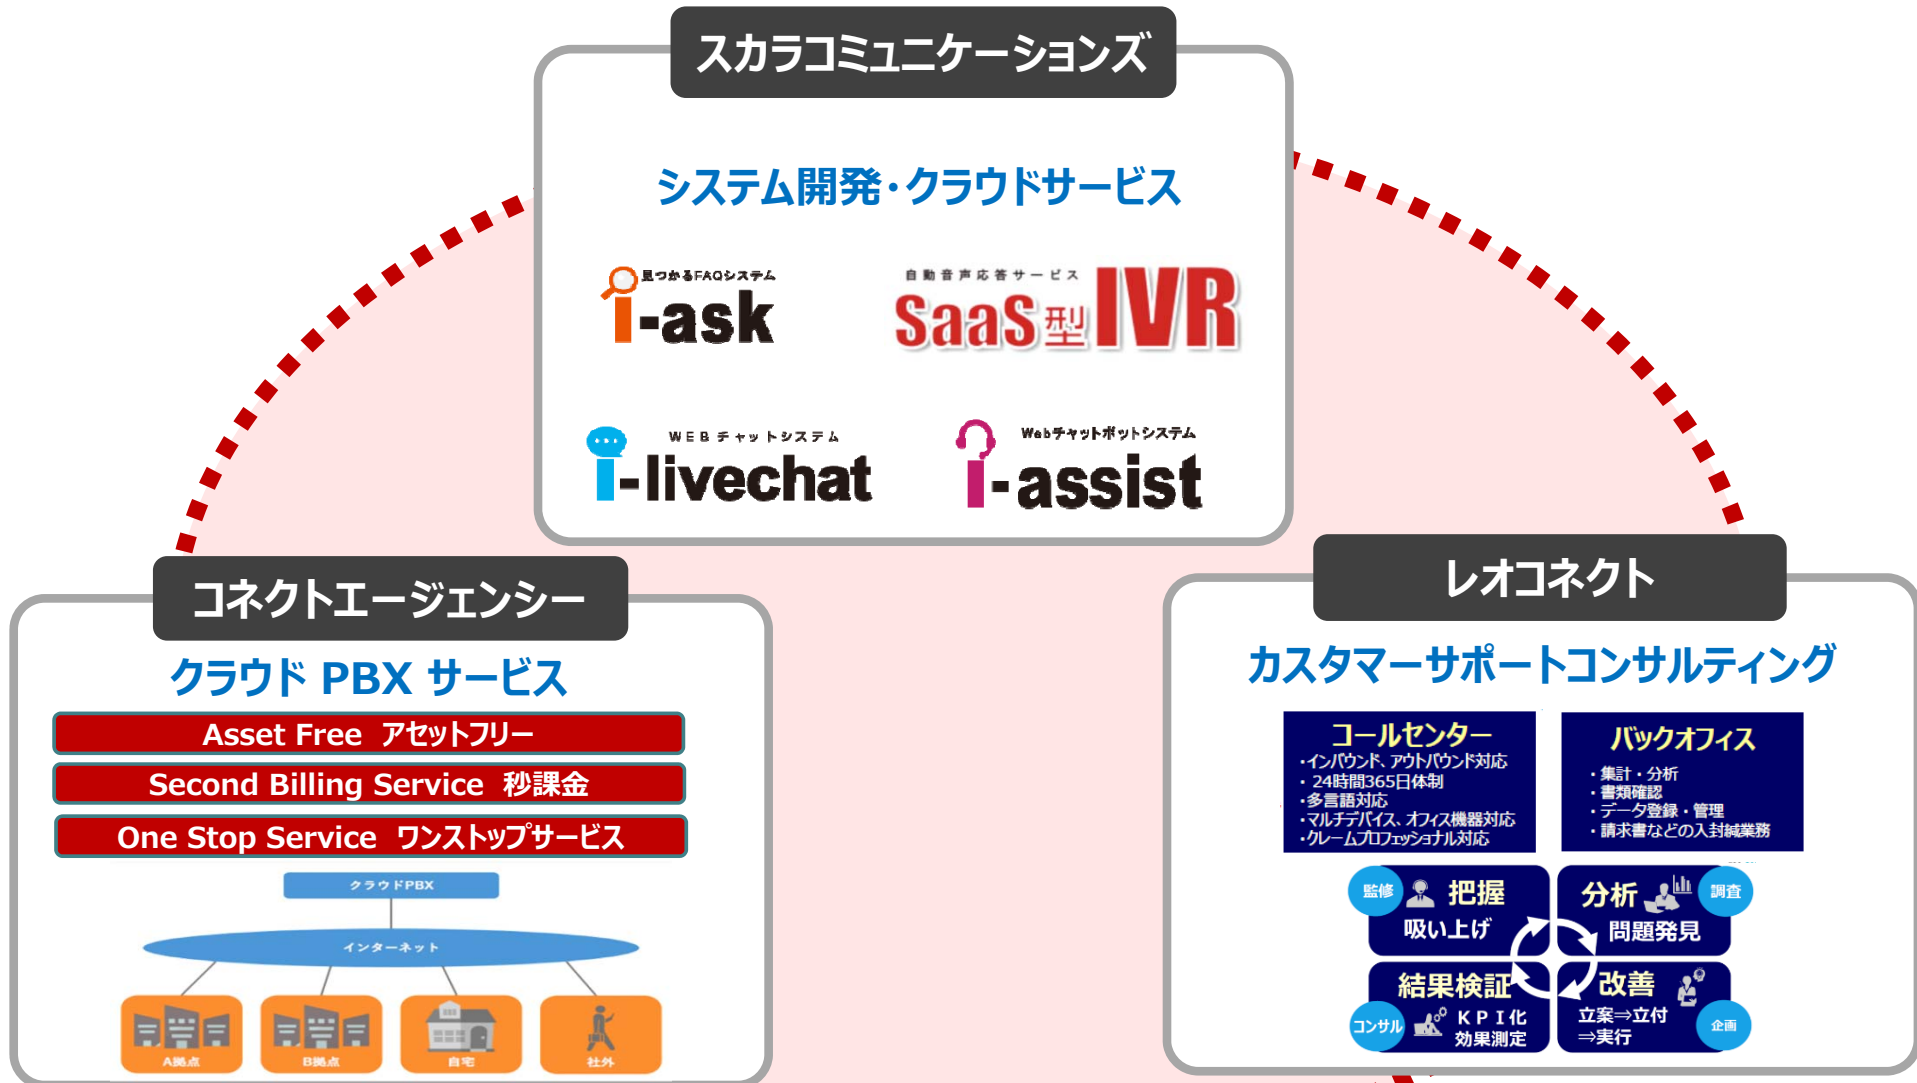 スカラコミュニケーションズ
システム開発・クラウドサービス
見つかるFAQシステム
i-ask
自動音声応答サービス
SaaS型IVR
WEBチャットシステム
i-livechat
Webチャットボットシステム
i-assist
コネクトエージェンシー
クラウド PBX サービス
Asset Free アセットフリー
Second Billing Service 秒課金
One Stop Service ワンストップサービス
クラウドPBX
インターネット
A拠点
B拠点
自宅
社外
レオコネクト
カスタマーサポートコンサルティング
コールセンター
・インバウンド、アウトバウンド対応
・24時間365日体制
・多言語対応
・マルチデバイス、オフィス機器対応
・クレームプロフェッショナル対応
バックオフィス
・集計・分析
・書類確認
・データ登録・管理
・請求書などの入封緘業務
監修
把握
吸い上げ
分析
調査
問題発見
結果検証
コンサル
KPI化
効果測定
改善
立案⇒立付
⇒実行
企画